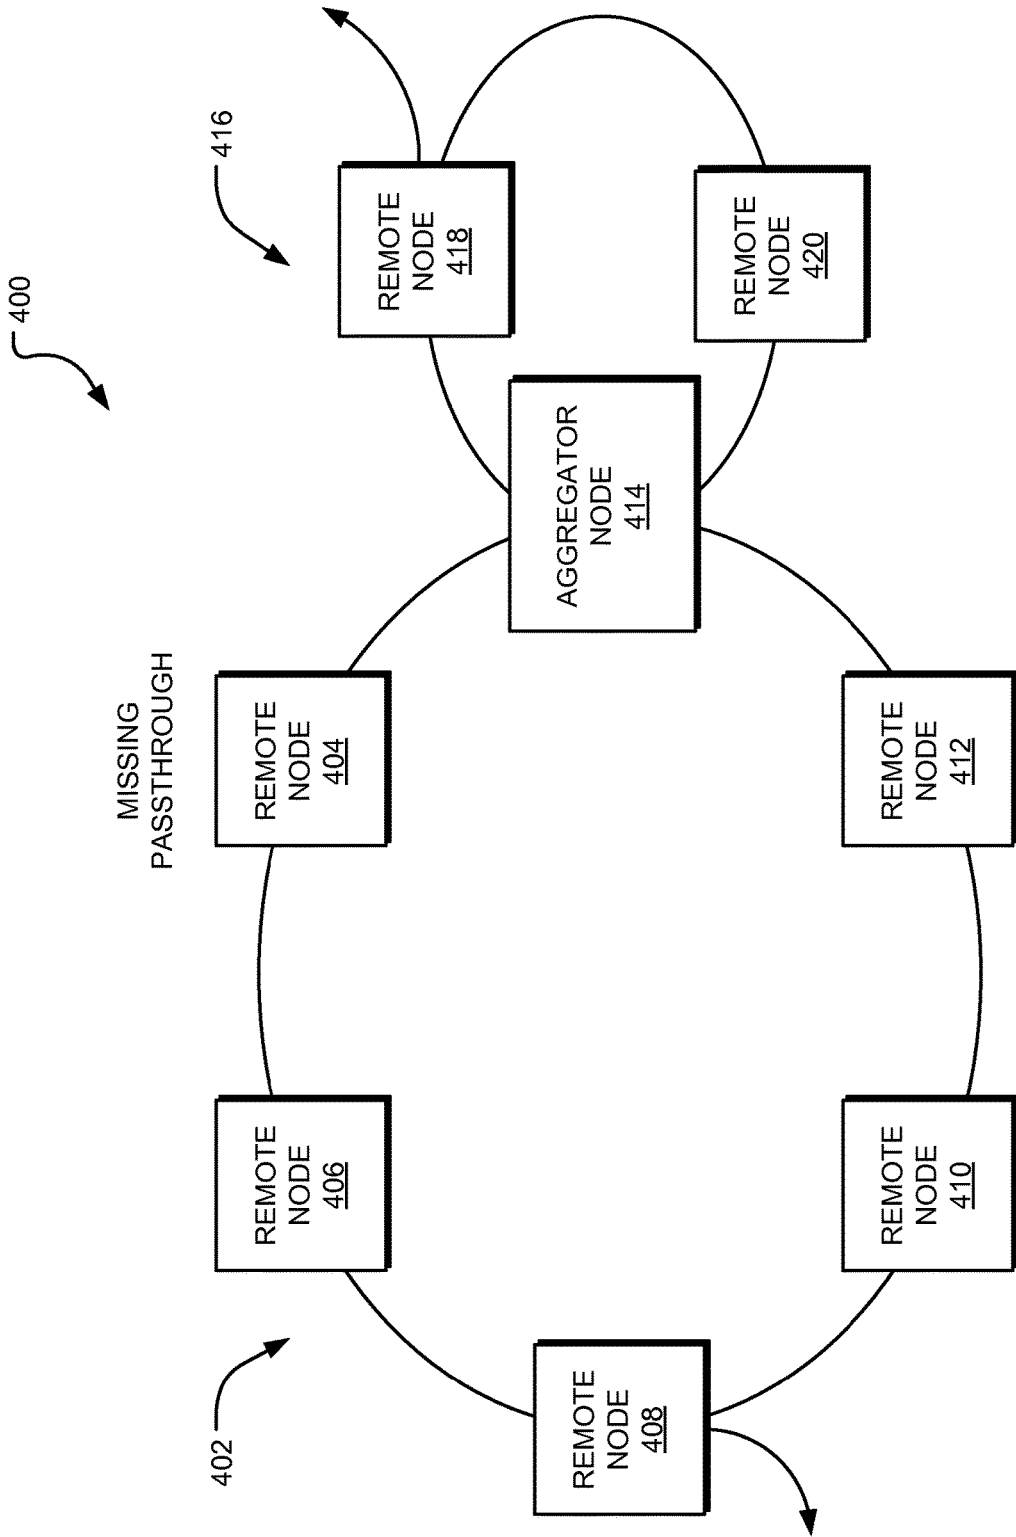 400
402
416
MISSING
PASSTHROUGH
REMOTE
NODE
406
REMOTE
NODE
404
REMOTE
NODE
418
REMOTE
NODE
408
AGGREGATOR
NODE
414
REMOTE
NODE
420
REMOTE
NODE
410
REMOTE
NODE
412